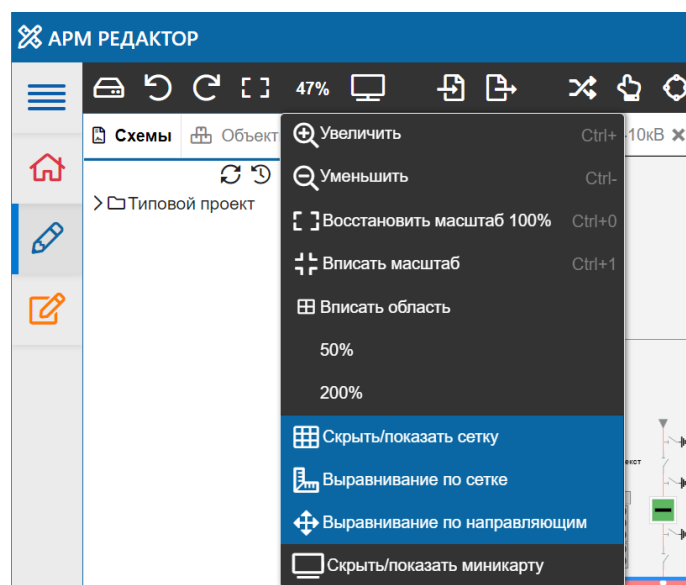 АРМ РЕДАКТОР
47%
Схемы Объект
10кВ
Типовой проект
Увеличить Ctrl+
Уменьшить Ctrl-
Восстановить масштаб 100% Ctrl+0
Вписать масштаб Ctrl+1
Вписать область
50%
200%
Скрыть/показать сетку
Выравнивание по сетке
Выравнивание по направляющим
Скрыть/показать миникарту